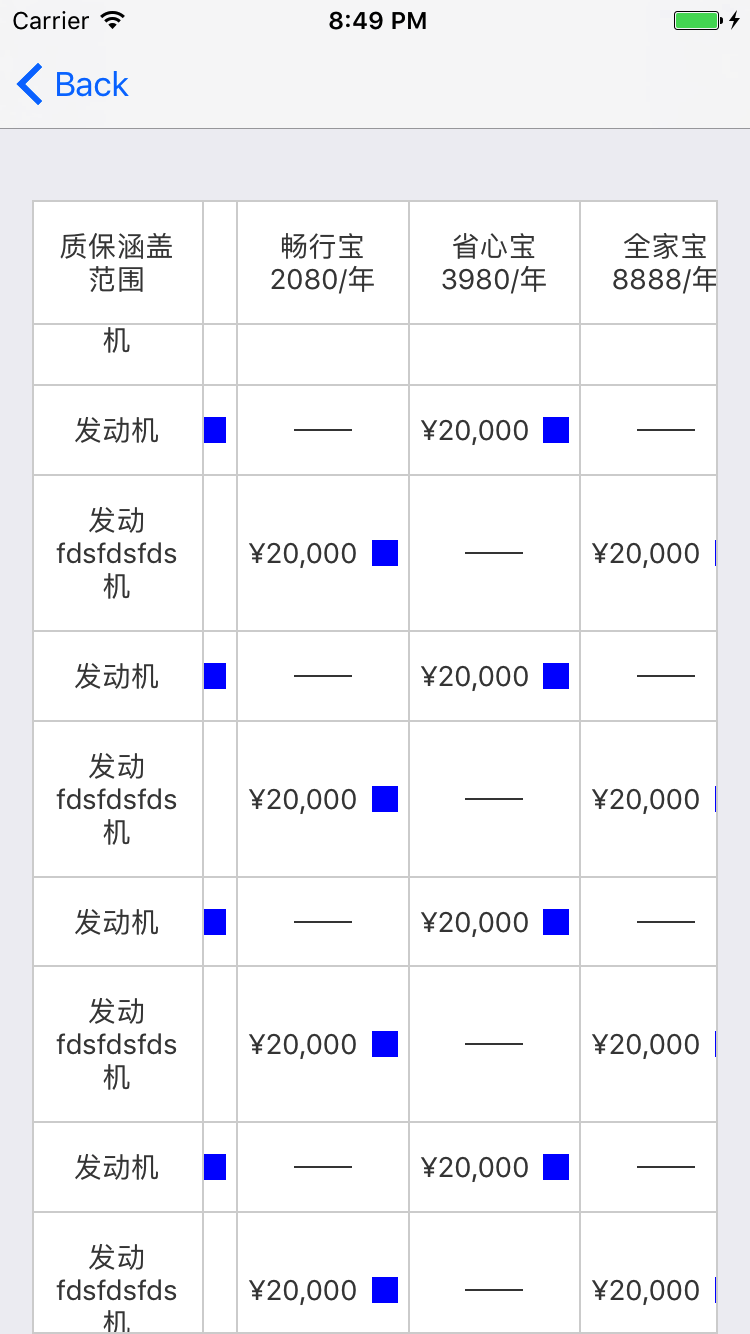 Carrier
8:49 PM
Back
质保涵盖
范围
畅行宝
2080/年
省心宝
3980/年
全家宝
8888/年
机
发动机
——
¥20,000
——
发动
fdsfdsfds
机
¥20,000
——
¥20,000
发动机
——
¥20,000
——
发动
fdsfdsfds
机
¥20,000
——
¥20,000
发动机
——
¥20,000
——
发动
fdsfdsfds
机
¥20,000
——
¥20,000
发动机
——
¥20,000
——
发动
fdsfdsfds
机
¥20,000
——
¥20,000